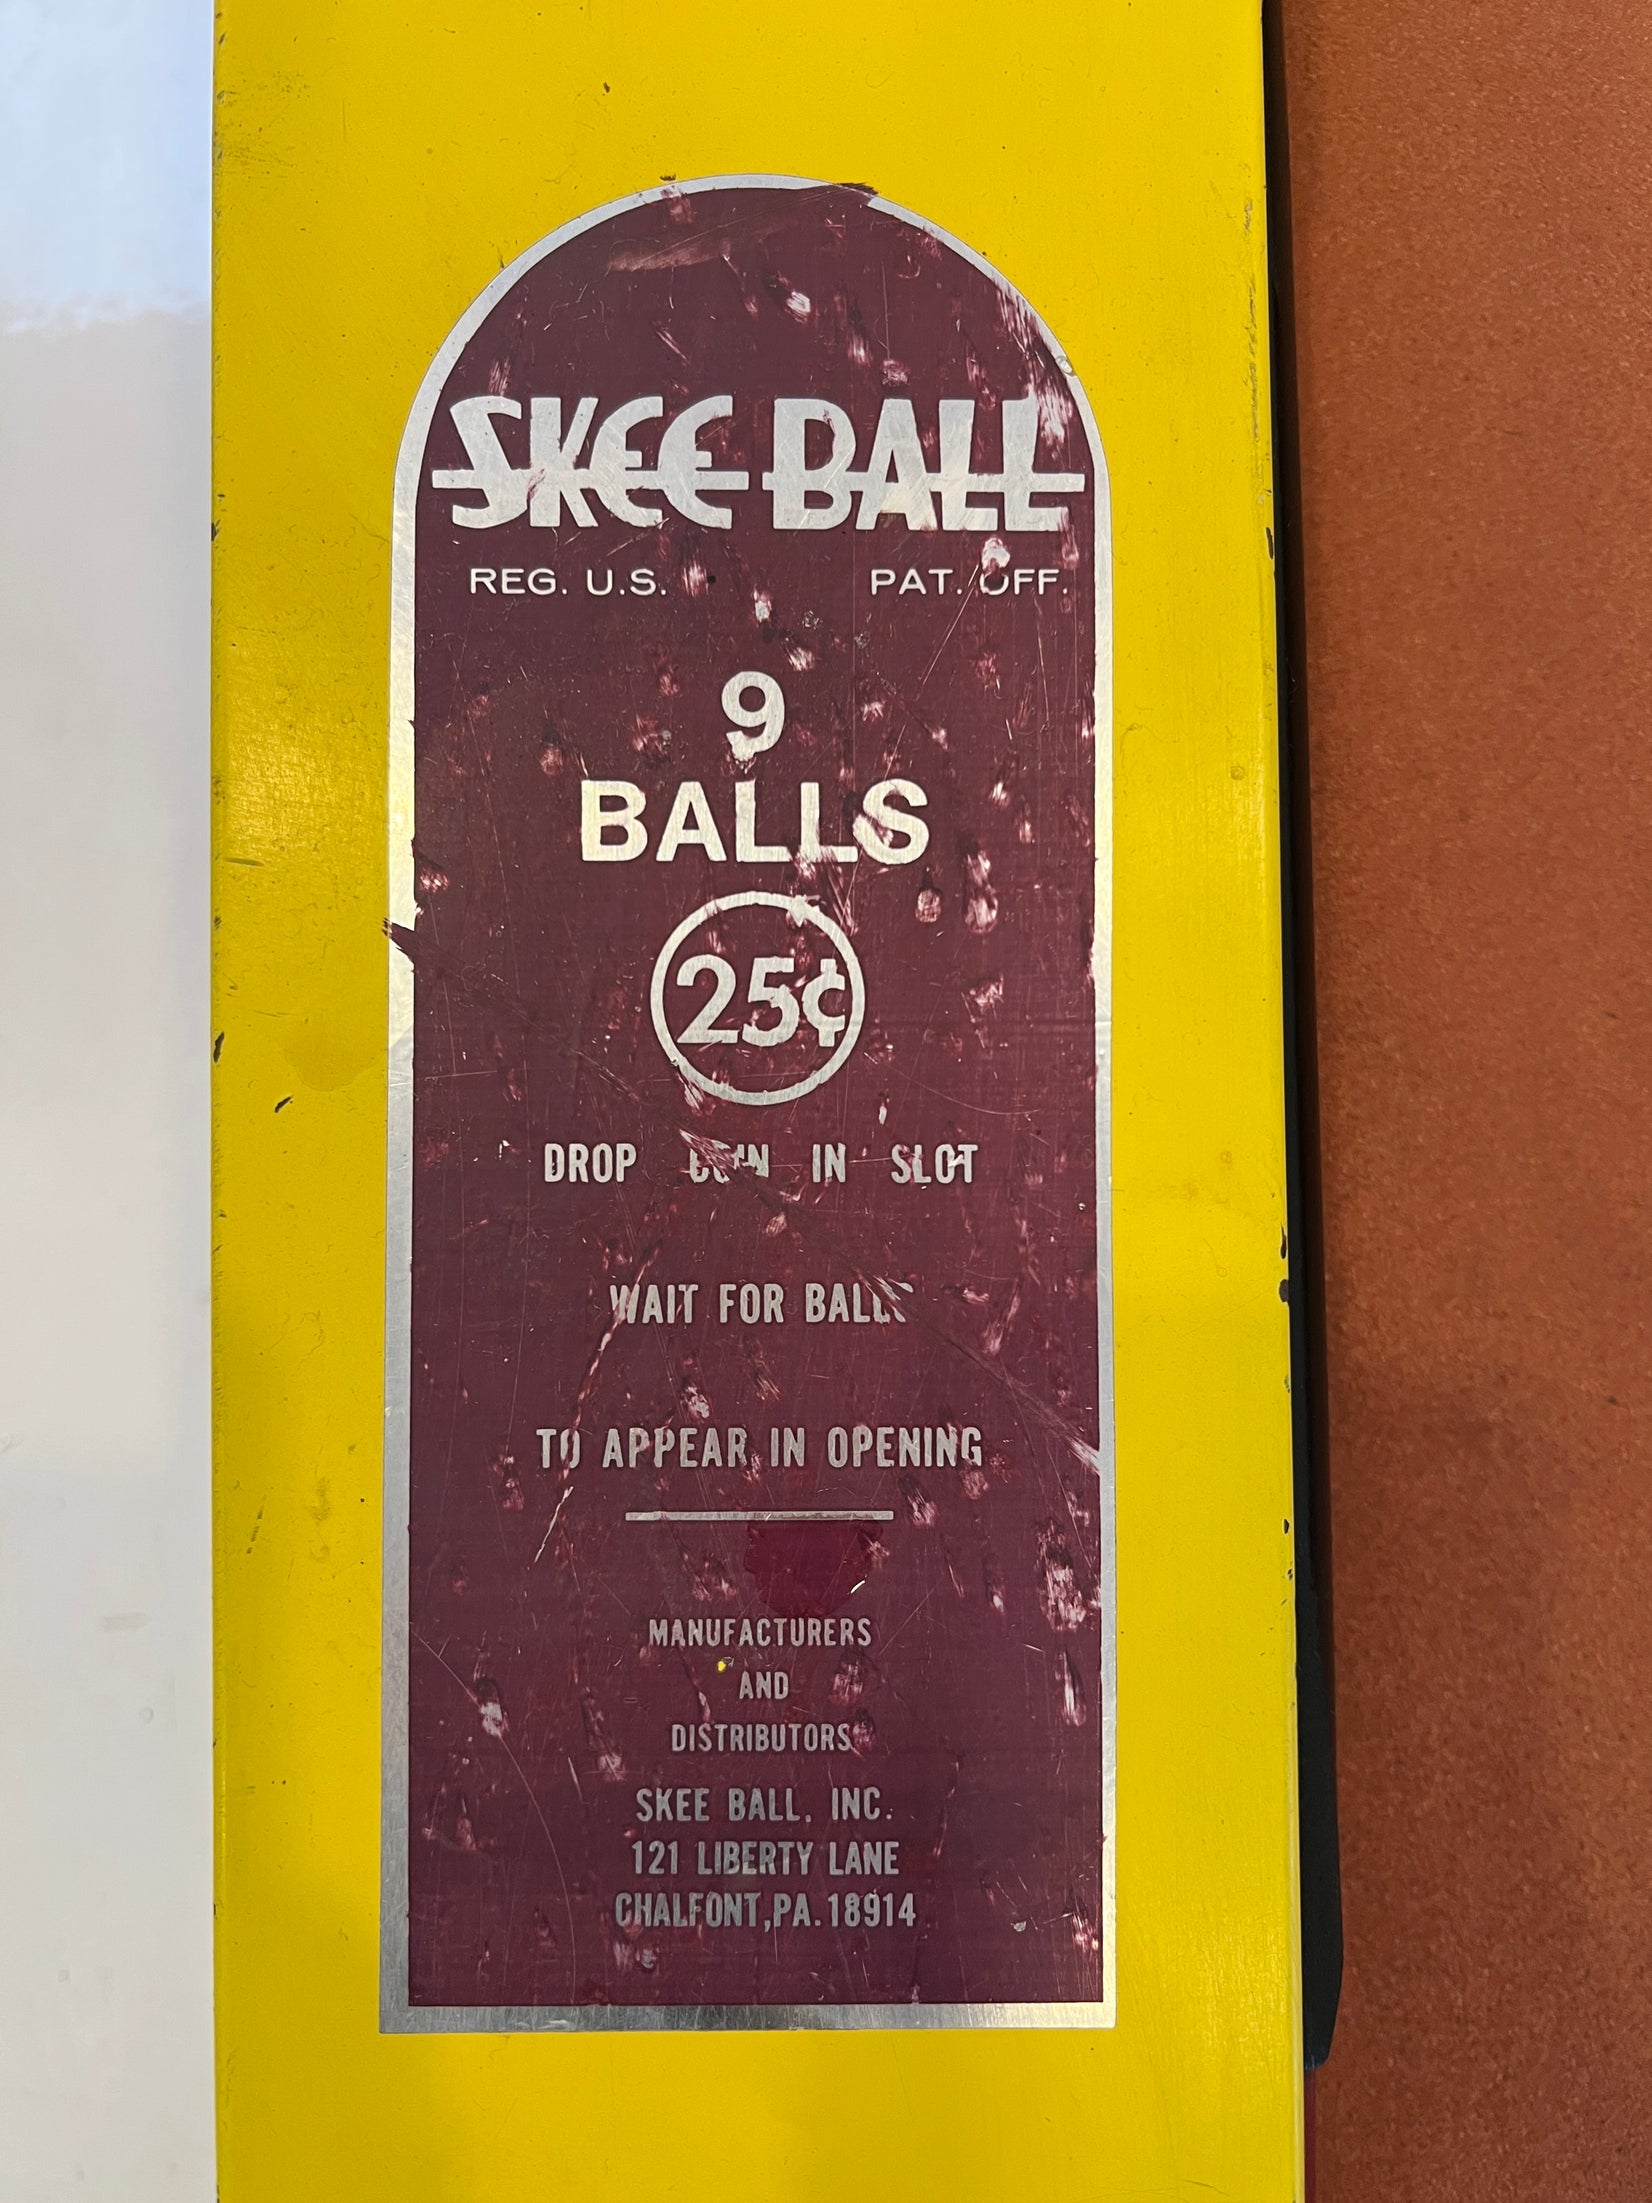 SKEE BALL
REG. U.S. PAT. OFF.
9
BALLS
25¢
DROP COIN IN SLOT
WAIT FOR BALLS
TO APPEAR IN OPENING
MANUFACTURERS
AND
DISTRIBUTORS
SKEE BALL, INC.
121 LIBERTY LANE
CHALFONT,PA.18914